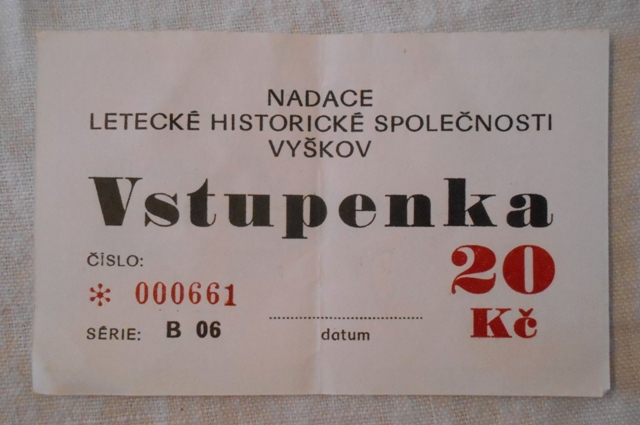 NADACE
LETECKÉ HISTORICKÉ SPOLEČNOSTI
VYŠKOV
Vstupenka
ČÍSLO:
* 000661
SÉRIE: B 06
datum
20
Kč